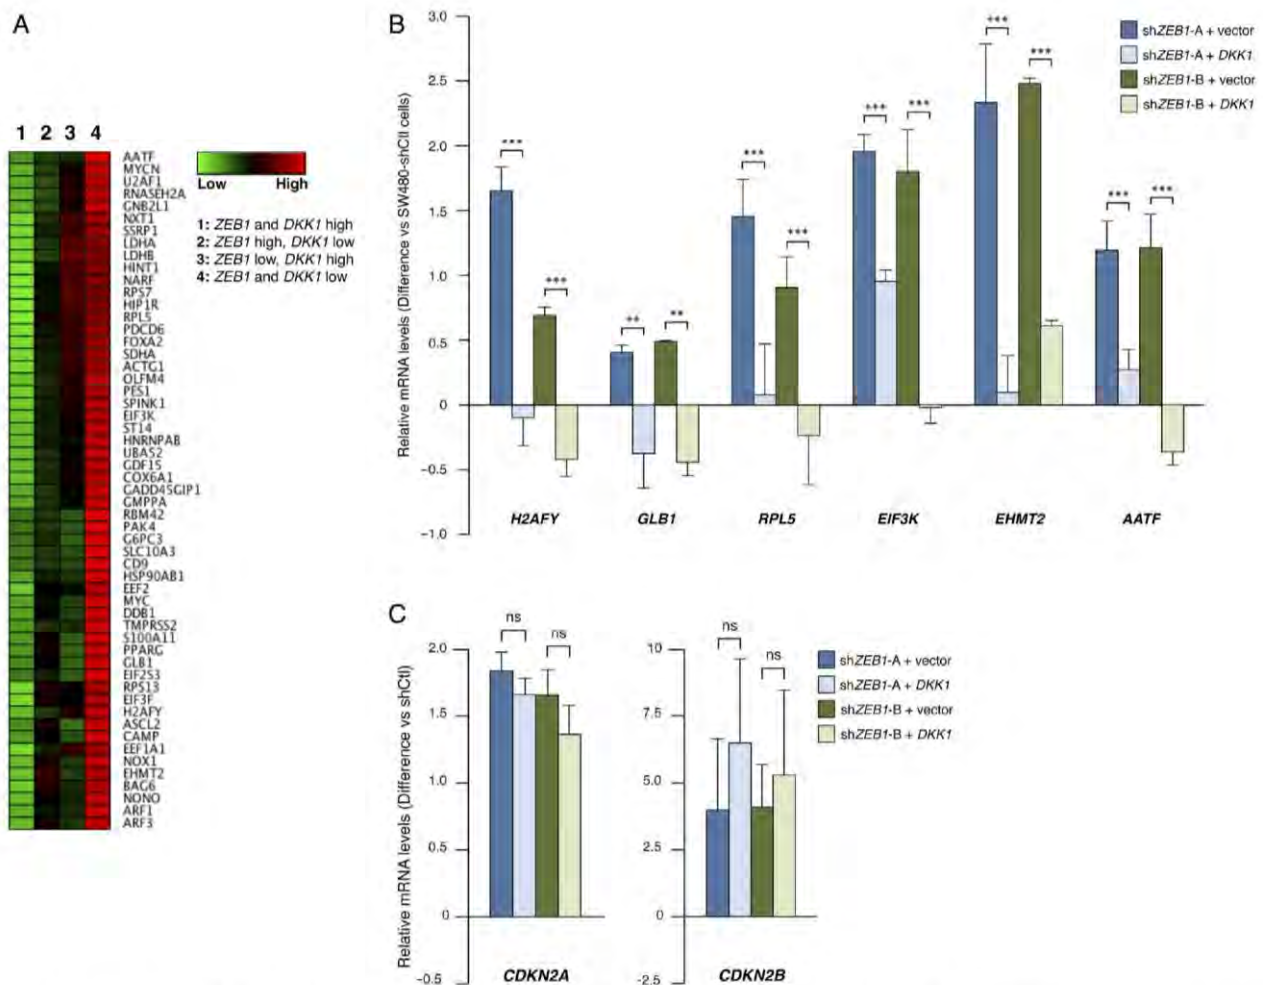 A
1 2 3 4
Low High
1: ZEB1 and DKK1 high
2: ZEB1 high, DKK1 low
3: ZEB1 low, DKK1 high
4: ZEB1 and DKK1 low
AATF
MYCN
U2AF1
RNASEH2A
GNB2L1
NXT1
SSRP1
LDHA
LDHB
HINT1
NARF
RPS7
HIP1R
RPL5
PDCD6
FOXA2
SDHA
ACTG1
OLFM4
PES1
SPINK1
EIF3K
ST14
HNRNPAB
UBA52
GDF15
COX6A1
GADD45GIP1
GMPPA
RBM42
PAK4
G6PC3
SLC10A3
CD9
HSP90AB1
EEF2
MYC
DDB1
TMPRSS2
S100A11
PPARG
GLB1
EIF2S3
RPS13
EIF3F
H2AFY
ASCL2
CAMP
EEF1A1
NOX1
EHMT2
BAG6
NONO
ARF1
ARF3
B
Relative mRNA levels (Difference vs SW480-shCtl cells)
3.0
2.5
2.0
1.5
1.0
0.5
0
-0.5
-1.0
*** ***
** **
*** ***
*** ***
*** ***
*** ***
H2AFY GLB1 RPL5 EIF3K EHMT2 AATF
shZEB1-A + vector
shZEB1-A + DKK1
shZEB1-B + vector
shZEB1-B + DKK1
C
Relative mRNA levels (Difference vs shCtl)
2.0
1.5
1.0
0.5
0
-0.5
ns ns
CDKN2A
10
7.5
5.0
2.5
0
-2.5
ns ns
CDKN2B
shZEB1-A + vector
shZEB1-A + DKK1
shZEB1-B + vector
shZEB1-B + DKK1